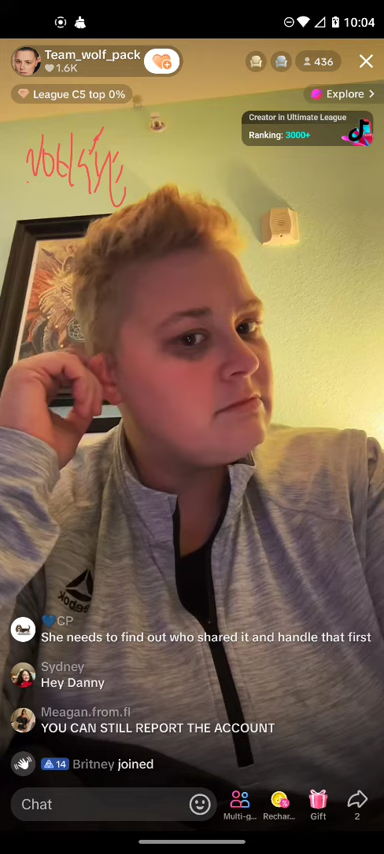 10:04
Team_wolf_pack
1.6K
436
League C5 top 0%
Explore
Creator in Ultimate League
Ranking: 3000+
Reebok
💙CP
She needs to find out who shared it and handle that first
Sydney
Hey Danny
Meagan.from.fl
YOU CAN STILL REPORT THE ACCOUNT
14 Britney joined
Chat
Multi-g...
Rechar...
Gift
2